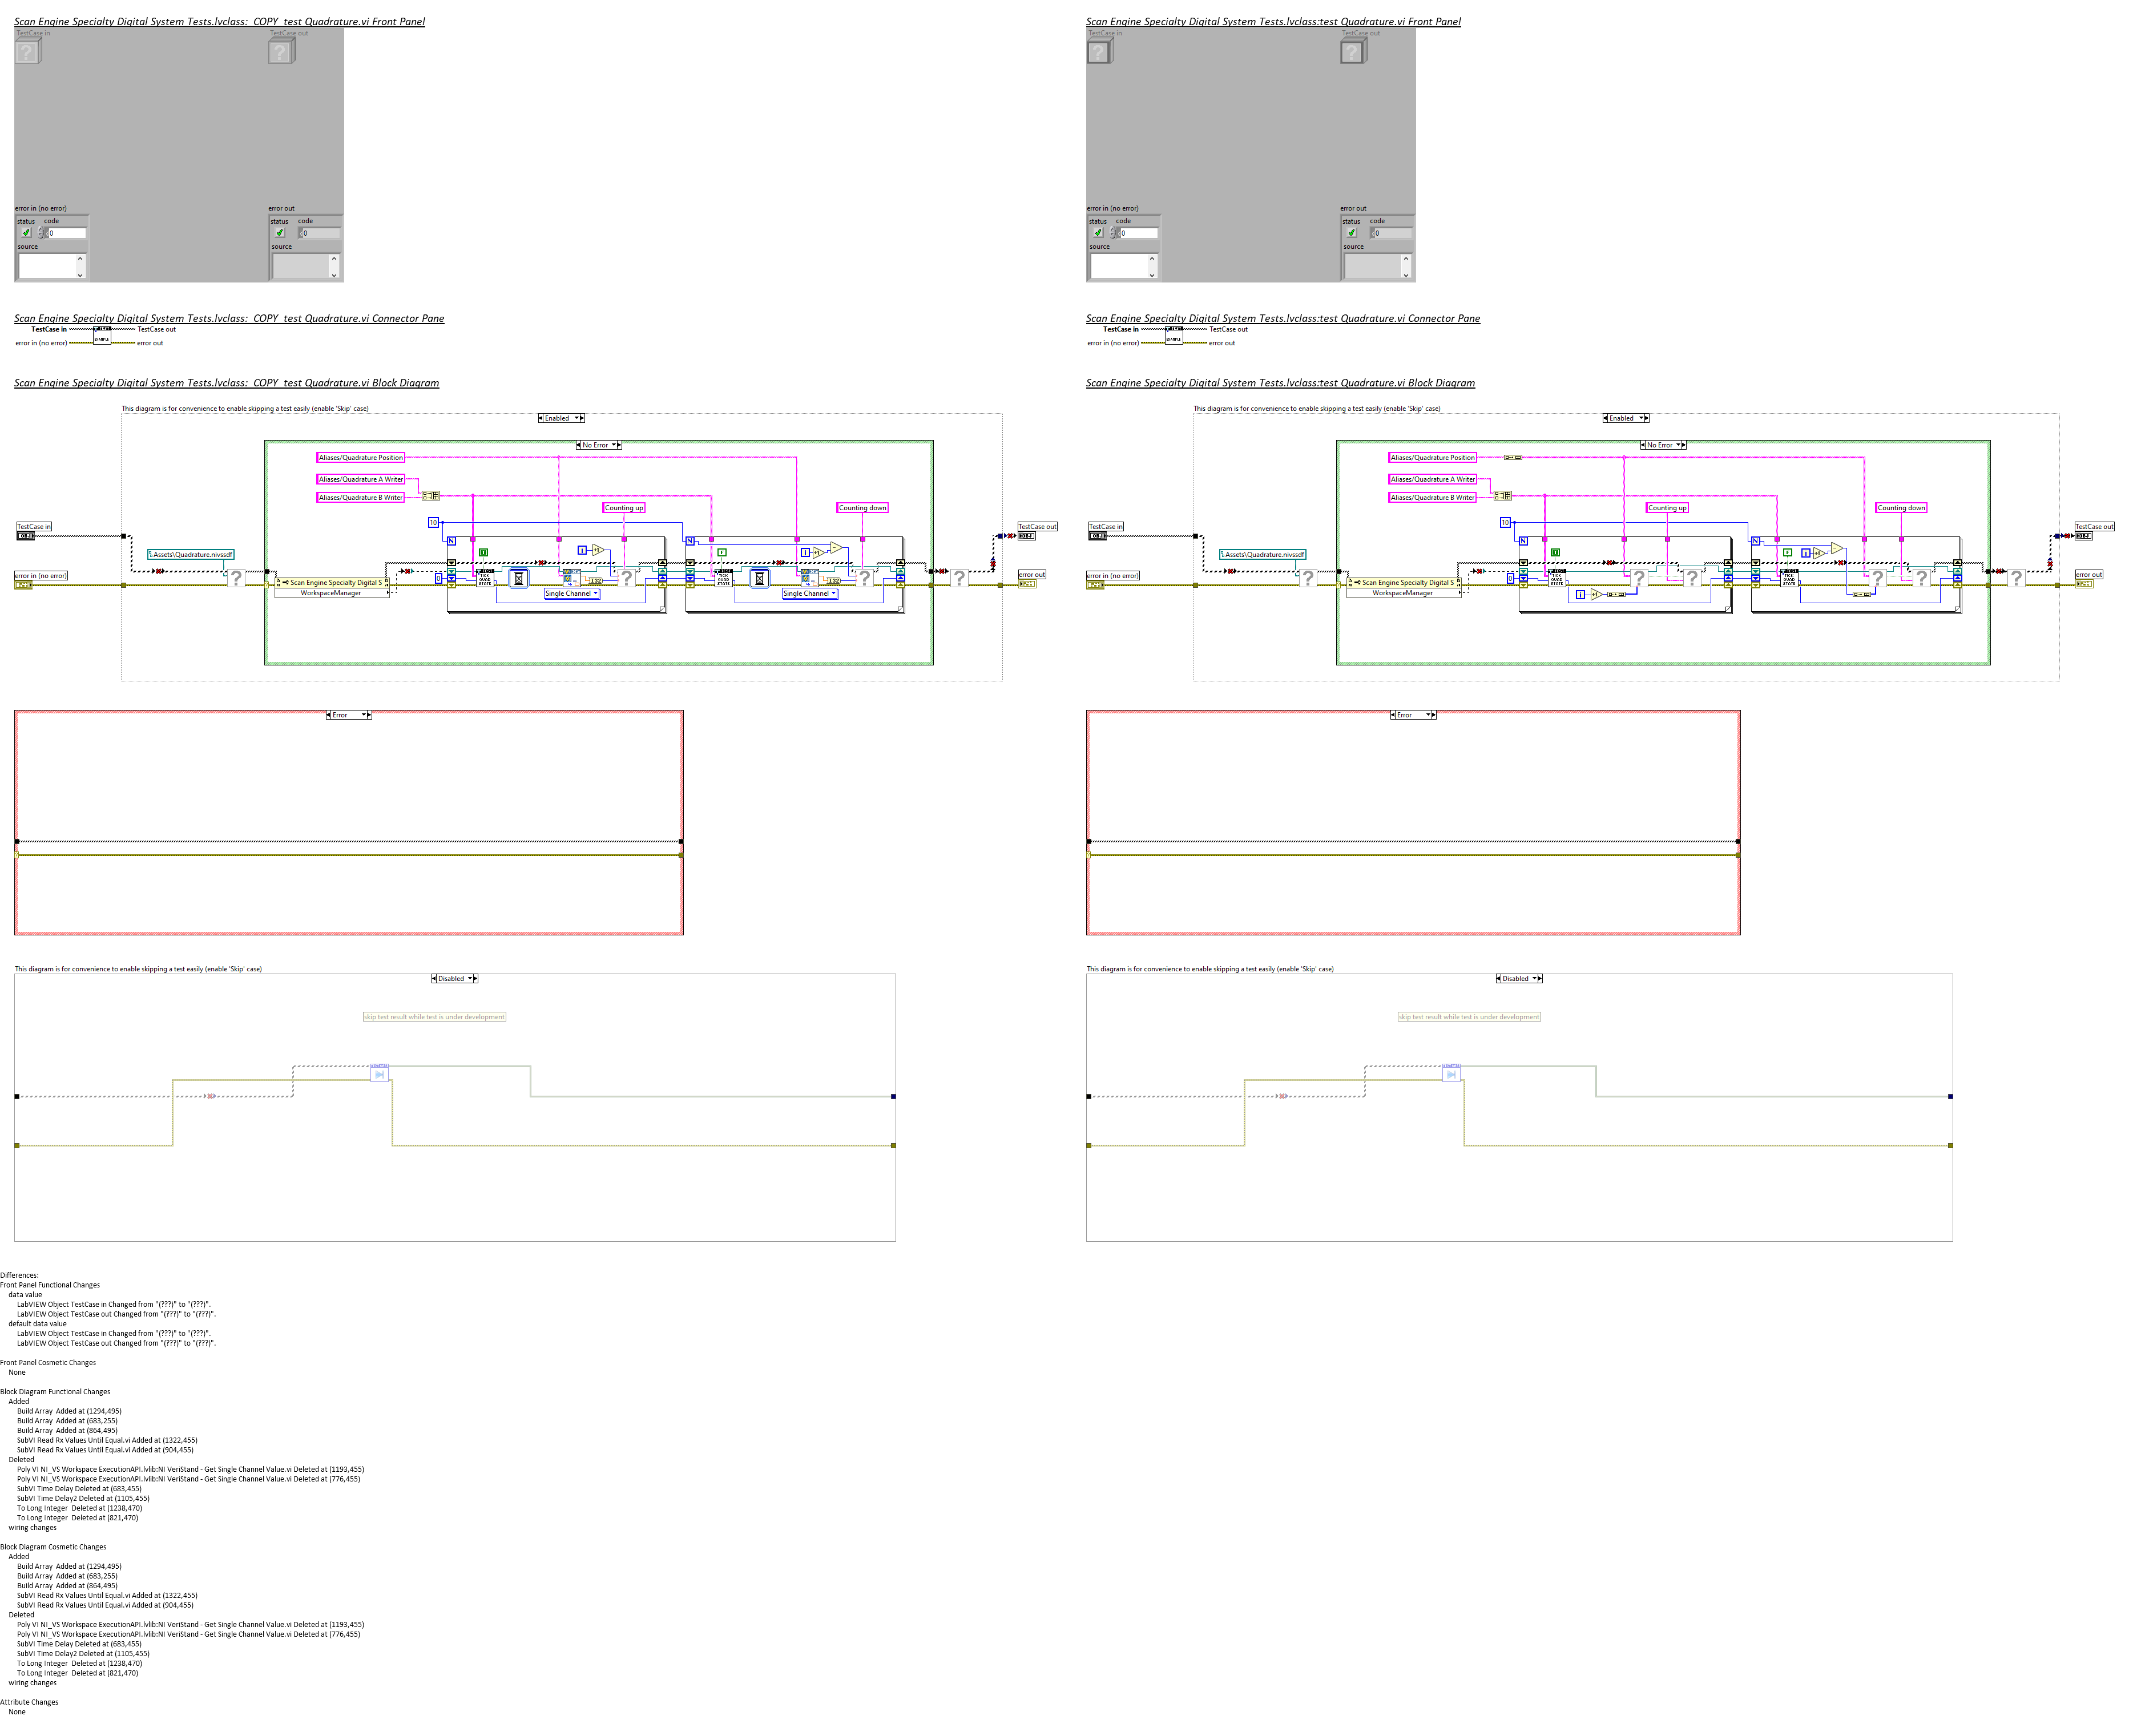 Scan Engine Specialty Digital System Tests.lvclass:_COPY_test Quadrature.vi Front Panel
TestCase in
TestCase out
error in (no error)
error out
status code
status code
0
0
source
source
Scan Engine Specialty Digital System Tests.lvclass:_COPY_test Quadrature.vi Connector Pane
TestCase in
TestCase out
error in (no error)
error out
Scan Engine Specialty Digital System Tests.lvclass:_COPY_test Quadrature.vi Block Diagram
This diagram is for convenience to enable skipping a test easily (enable 'Skip' case)
Enabled
No Error
Aliases/Quadrature Position
Aliases/Quadrature A Writer
Aliases/Quadrature B Writer
Counting up
Counting down
10
N
N
TestCase in
OBJ
TestCase out
OBJ
Assets\Quadrature.nivssdf
error in (no error)
error out
Scan Engine Specialty Digital S
WorkspaceManager
0
T
F
i
i
TICK QUAD STATE
TICK QUAD STATE
I32
I32
Single Channel
Single Channel
Error
This diagram is for convenience to enable skipping a test easily (enable 'Skip' case)
Disabled
skip test result while test is under development
Scan Engine Specialty Digital System Tests.lvclass:test Quadrature.vi Front Panel
TestCase in
TestCase out
error in (no error)
error out
status code
status code
0
0
source
source
Scan Engine Specialty Digital System Tests.lvclass:test Quadrature.vi Connector Pane
TestCase in
TestCase out
error in (no error)
error out
Scan Engine Specialty Digital System Tests.lvclass:test Quadrature.vi Block Diagram
This diagram is for convenience to enable skipping a test easily (enable 'Skip' case)
Enabled
No Error
Aliases/Quadrature Position
Aliases/Quadrature A Writer
Aliases/Quadrature B Writer
Counting up
Counting down
10
N
N
TestCase in
OBJ
TestCase out
OBJ
Assets\Quadrature.nivssdf
error in (no error)
error out
Scan Engine Specialty Digital S
WorkspaceManager
0
T
F
i
i
TICK QUAD STATE
TICK QUAD STATE
Error
This diagram is for convenience to enable skipping a test easily (enable 'Skip' case)
Disabled
skip test result while test is under development
Differences:
Front Panel Functional Changes
data value
LabVIEW Object TestCase in Changed from "(???)" to "(???)".
LabVIEW Object TestCase out Changed from "(???)" to "(???)".
default data value
LabVIEW Object TestCase in Changed from "(???)" to "(???)".
LabVIEW Object TestCase out Changed from "(???)" to "(???)".
Front Panel Cosmetic Changes
None
Block Diagram Functional Changes
Added
Build Array Added at (1294,495)
Build Array Added at (683,255)
Build Array Added at (864,495)
SubVI Read Rx Values Until Equal.vi Added at (1322,455)
SubVI Read Rx Values Until Equal.vi Added at (904,455)
Deleted
Poly VI NI_VS Workspace ExecutionAPI.lvlib:NI VeriStand - Get Single Channel Value.vi Deleted at (1193,455)
Poly VI NI_VS Workspace ExecutionAPI.lvlib:NI VeriStand - Get Single Channel Value.vi Deleted at (776,455)
SubVI Time Delay Deleted at (683,455)
SubVI Time Delay2 Deleted at (1105,455)
To Long Integer Deleted at (1238,470)
To Long Integer Deleted at (821,470)
wiring changes
Block Diagram Cosmetic Changes
Added
Build Array Added at (1294,495)
Build Array Added at (683,255)
Build Array Added at (864,495)
SubVI Read Rx Values Until Equal.vi Added at (1322,455)
SubVI Read Rx Values Until Equal.vi Added at (904,455)
Deleted
Poly VI NI_VS Workspace ExecutionAPI.lvlib:NI VeriStand - Get Single Channel Value.vi Deleted at (1193,455)
Poly VI NI_VS Workspace ExecutionAPI.lvlib:NI VeriStand - Get Single Channel Value.vi Deleted at (776,455)
SubVI Time Delay Deleted at (683,455)
SubVI Time Delay2 Deleted at (1105,455)
To Long Integer Deleted at (1238,470)
To Long Integer Deleted at (821,470)
wiring changes
Attribute Changes
None